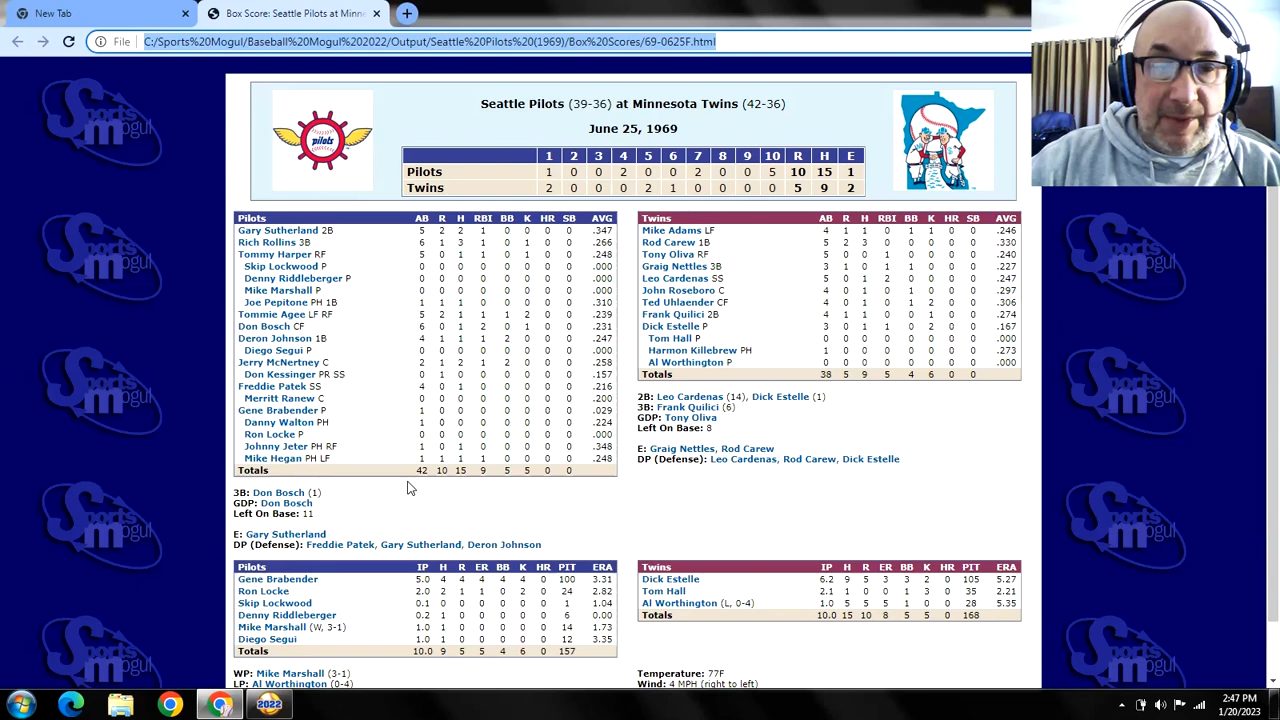 New Tab ×
Box Score: Seattle Pilots at Minne ×
+
File C:/Sports%20Mogul/Baseball%20Mogul%202022/Output/Seattle%20Pilots%20(1969)/Box%20Scores/69-0625F.html
pilots
Seattle Pilots (39-36) at Minnesota Twins (42-36)
June 25, 1969
1 2 3 4 5 6 7 8 9 10 R H E
Pilots 1 0 0 2 0 0 2 0 0 5 10 15 1
Twins 2 0 0 0 2 1 0 0 0 0 5 9 2
Pilots AB R H RBI BB K HR SB AVG
Gary Sutherland 2B 5 2 2 1 0 0 0 0 .347
Rich Rollins 3B 6 1 3 1 0 1 0 0 .266
Tommy Harper RF 5 0 1 0 0 1 0 0 .248
Skip Lockwood P 0 0 0 0 0 0 0 0 .000
Denny Riddleberger P 0 0 0 0 0 0 0 0 .000
Mike Marshall P 0 0 0 0 0 0 0 0 .000
Joe Pepitone PH 1B 1 1 1 0 0 0 0 0 .310
Tommie Agee LF RF 5 2 1 1 1 2 0 0 .239
Don Bosch CF 6 0 1 2 0 1 0 0 .231
Deron Johnson 1B 4 1 1 1 2 0 0 0 .247
Diego Segui P 0 0 0 0 0 0 0 0 .000
Jerry McNertney C 2 1 2 1 2 0 0 0 .258
Don Kessinger PR SS 0 1 0 0 0 0 0 0 .157
Freddie Patek SS 4 0 1 0 0 0 0 0 .216
Merritt Ranew C 0 0 0 0 0 0 0 0 .200
Gene Brabender P 1 0 0 0 0 0 0 0 .029
Danny Walton PH 1 0 0 0 0 0 0 0 .224
Ron Locke P 0 0 0 0 0 0 0 0 .000
Johnny Jeter PH RF 1 0 1 0 0 0 0 0 .348
Mike Hegan PH LF 1 1 1 1 0 0 0 0 .248
Totals 42 10 15 9 5 5 0 0
3B: Don Bosch (1)
GDP: Don Bosch
Left On Base: 11
E: Gary Sutherland
DP (Defense): Freddie Patek, Gary Sutherland, Deron Johnson
Twins AB R H RBI BB K HR SB AVG
Mike Adams LF 4 1 1 0 1 1 0 0 .246
Rod Carew 1B 5 2 3 0 0 0 0 0 .330
Tony Oliva RF 5 0 0 1 0 0 0 0 .240
Graig Nettles 3B 3 1 0 1 1 0 0 0 .227
Leo Cardenas SS 5 0 1 2 0 0 0 0 .247
John Roseboro C 4 0 1 0 1 0 0 0 .297
Ted Uhlaender CF 4 0 1 0 1 2 0 0 .306
Frank Quilici 2B 4 1 1 0 0 1 0 0 .274
Dick Estelle P 3 0 1 1 0 2 0 0 .167
Tom Hall P 0 0 0 0 0 0 0 0 .000
Harmon Killebrew PH 1 0 0 0 0 0 0 0 .273
Al Worthington P 0 0 0 0 0 0 0 0 .000
Totals 38 5 9 5 4 6 0 0
2B: Leo Cardenas (14), Dick Estelle (1)
3B: Frank Quilici (6)
GDP: Tony Oliva
Left On Base: 8
E: Graig Nettles, Rod Carew
DP (Defense): Leo Cardenas, Rod Carew, Dick Estelle
Pilots IP H R ER BB K HR PIT ERA
Gene Brabender 5.0 4 4 4 4 4 0 100 3.31
Ron Locke 2.0 2 1 1 0 2 0 24 2.82
Skip Lockwood 0.1 0 0 0 0 0 0 1 1.04
Denny Riddleberger 0.2 1 0 0 0 0 0 6 0.00
Mike Marshall (W, 3-1) 1.0 1 0 0 0 0 0 14 1.73
Diego Segui 1.0 1 0 0 0 0 0 12 3.35
Totals 10.0 9 5 5 4 6 0 157
WP: Mike Marshall (3-1)
LP: Al Worthington (0-4)
Twins IP H R ER BB K HR PIT ERA
Dick Estelle 6.2 9 5 3 3 2 0 105 5.27
Tom Hall 2.1 1 0 0 1 3 0 35 2.21
Al Worthington (L, 0-4) 1.0 5 5 5 1 0 0 28 5.35
Totals 10.0 15 10 8 5 5 0 168
Temperature: 77F
Wind: 4 MPH (right to left)
Sports Mogul
Sports Mogul
Sports Mogul
Sports Mogul
Sports Mogul
Sports Mogul
Sports Mogul
2022
2:47 PM
1/20/2023